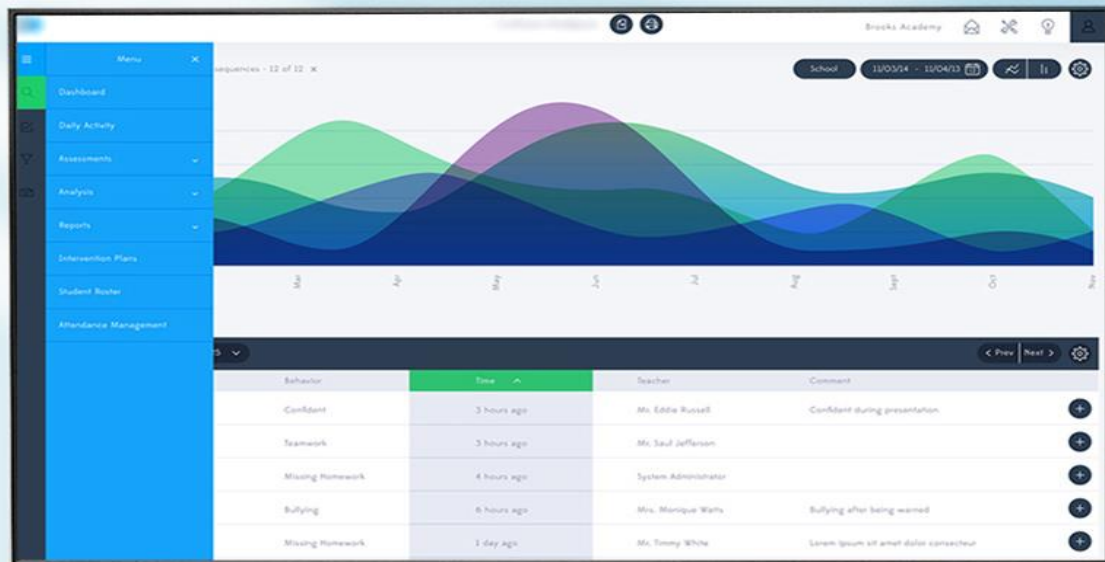 Brooks Academy
Menu ×
sequences - 12 of 12 ×
School 11/03/14 - 11/04/13
Dashboard
Daily Activity
Assessments
Analysis
Reports
Intervention Plans
Student Roster
Attendance Management
Mai Apr May Jun Jul Aug Sept Oct Nov
< Prev Next >
Behavior Time Teacher Comment
Confident 3 hours ago Mr. Eddie Russell Confident during presentation
Teamwork 3 hours ago Mr. Saul Jefferson
Missing Homework 4 hours ago System Administrator
Bullying 6 hours ago Mrs. Monique Watts Bullying after being warned
Missing Homework 1 day ago Mr. Timmy White Lorem ipsum sit amet dolor consecteur